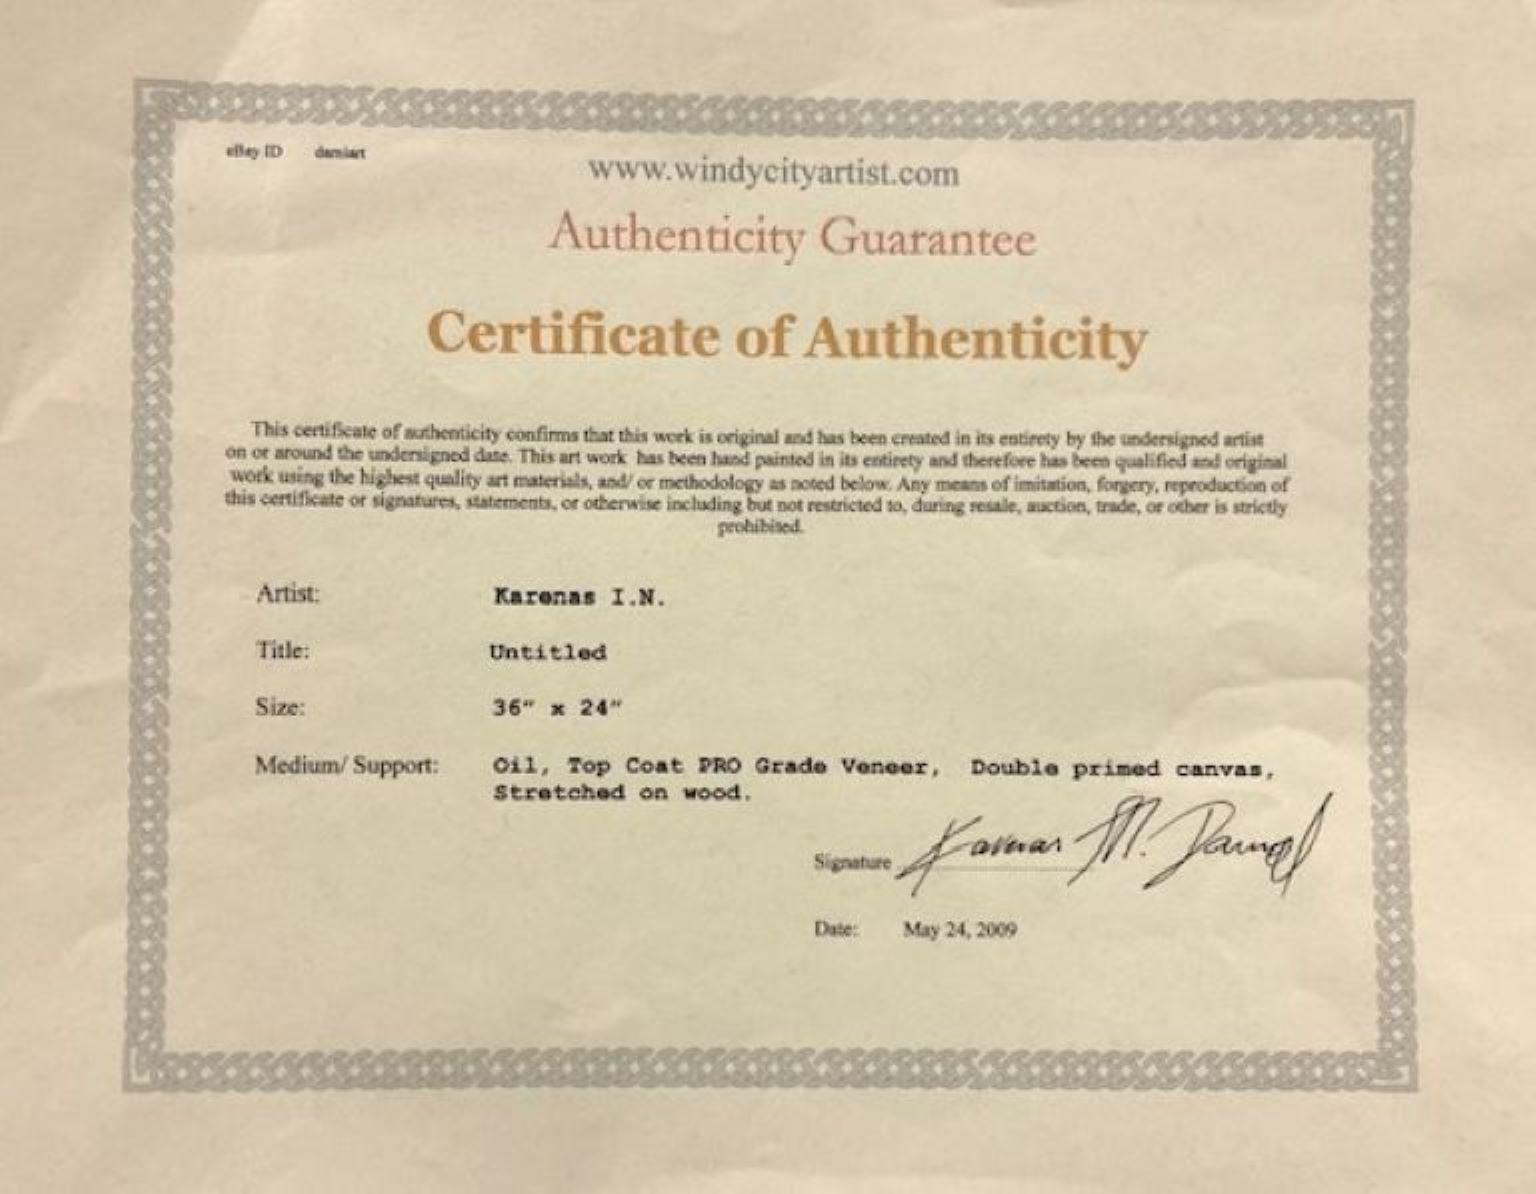 eBay ID damiart
www.windycityartist.com
Authenticity Guarantee
Certificate of Authenticity
This certificate of authenticity confirms that this work is original and has been created in its entirety by the undersigned artist
on or around the undersigned date. This art work has been hand painted in its entirety and therefore has been qualified and original
work using the highest quality art materials, and/ or methodology as noted below. Any means of imitation, forgery, reproduction of
this certificate or signatures, statements, or otherwise including but not restricted to, during resale, auction, trade, or other is strictly
prohibited.
Artist: Karenas I.N.
Title: Untitled
Size: 36" x 24"
Medium/ Support: Oil, Top Coat PRO Grade Veneer, Double primed canvas,
Stretched on wood.
Signature Karenas M.
Date: May 24, 2009